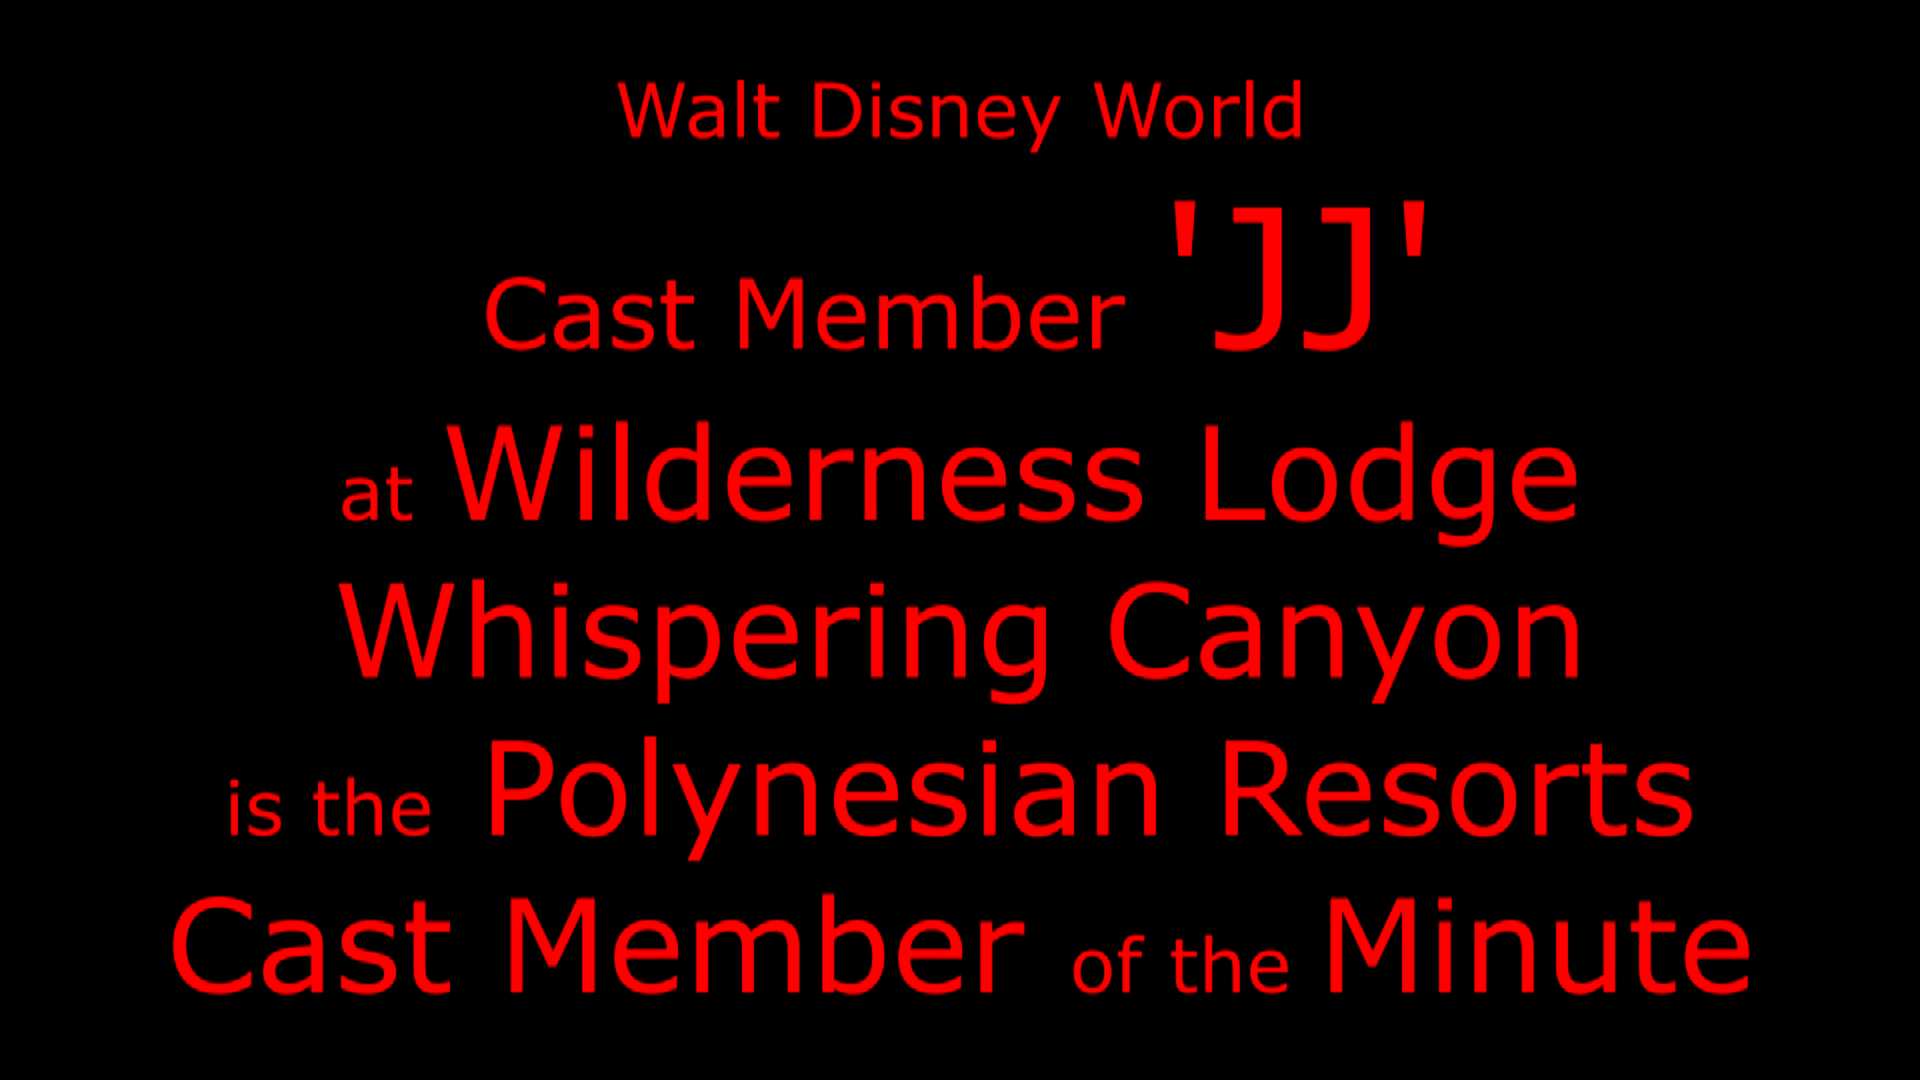 Walt Disney World
Cast Member 'JJ'
at Wilderness Lodge
Whispering Canyon
is the Polynesian Resorts
Cast Member of the Minute